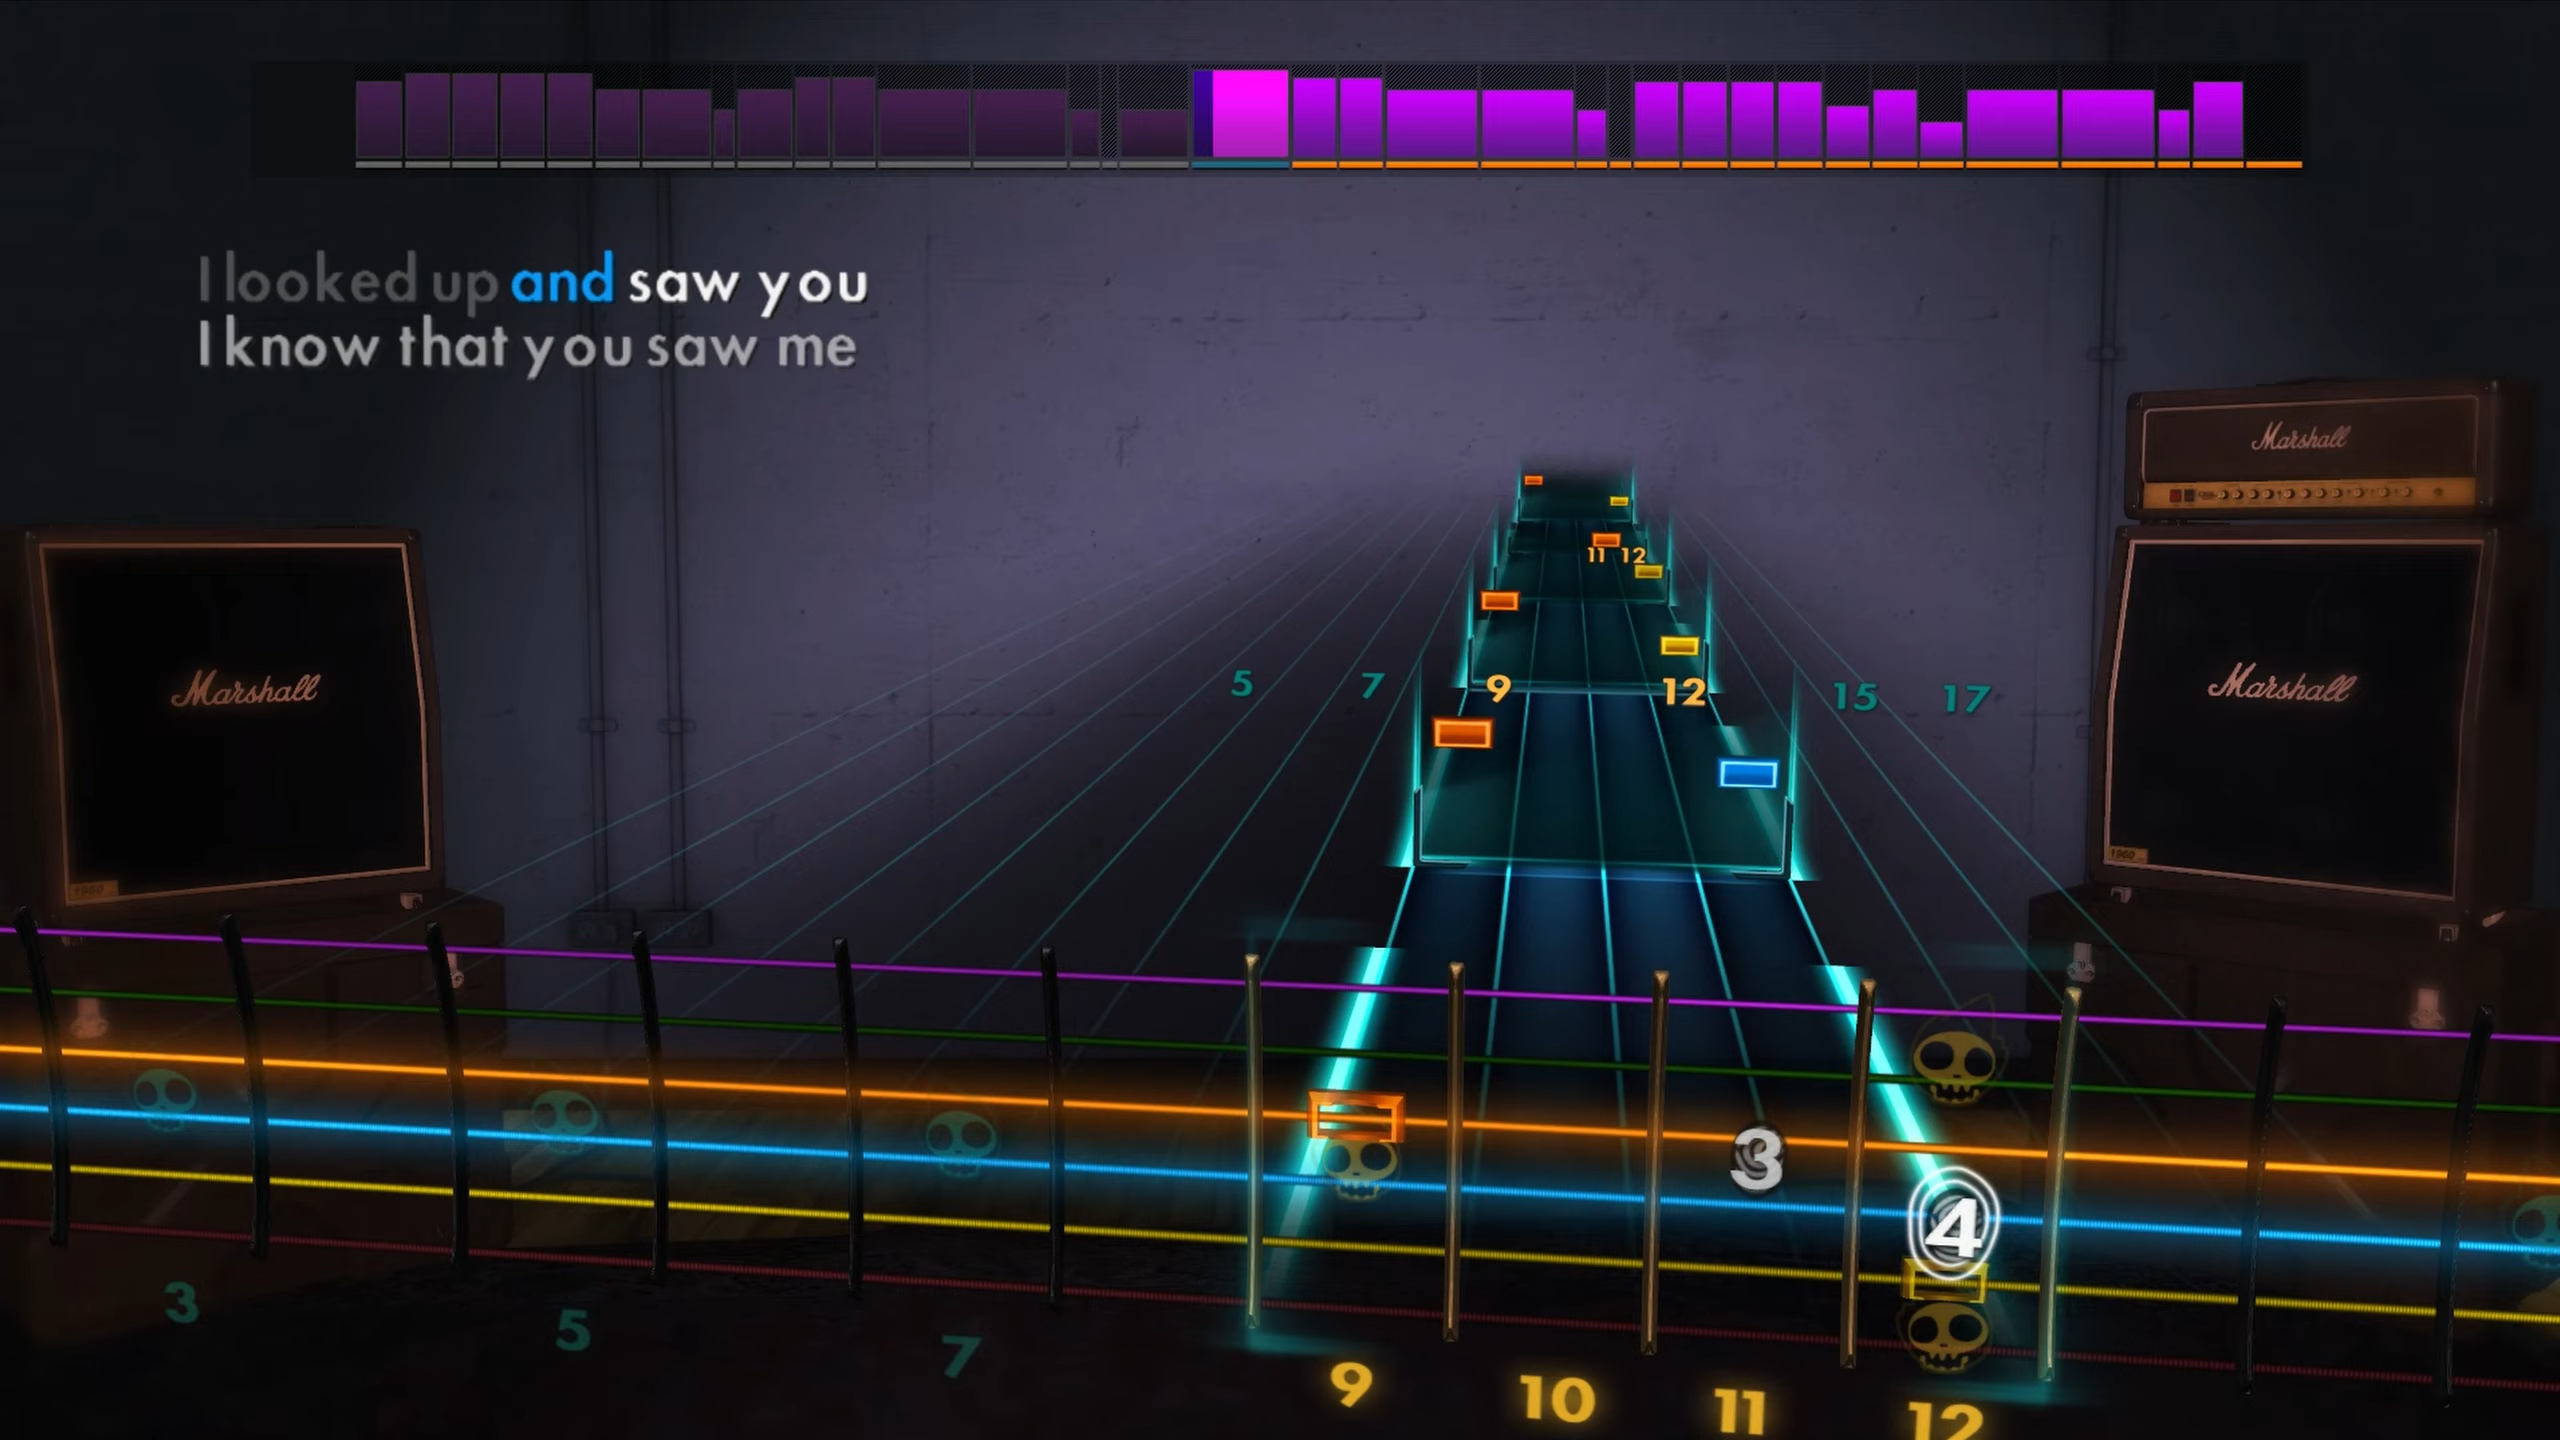 I looked up and saw you
I know that you saw me
Marshall
Marshall
Marshall
11 12
5 7 9 12 15 17
3
4
3 5 7 9 10 11 12